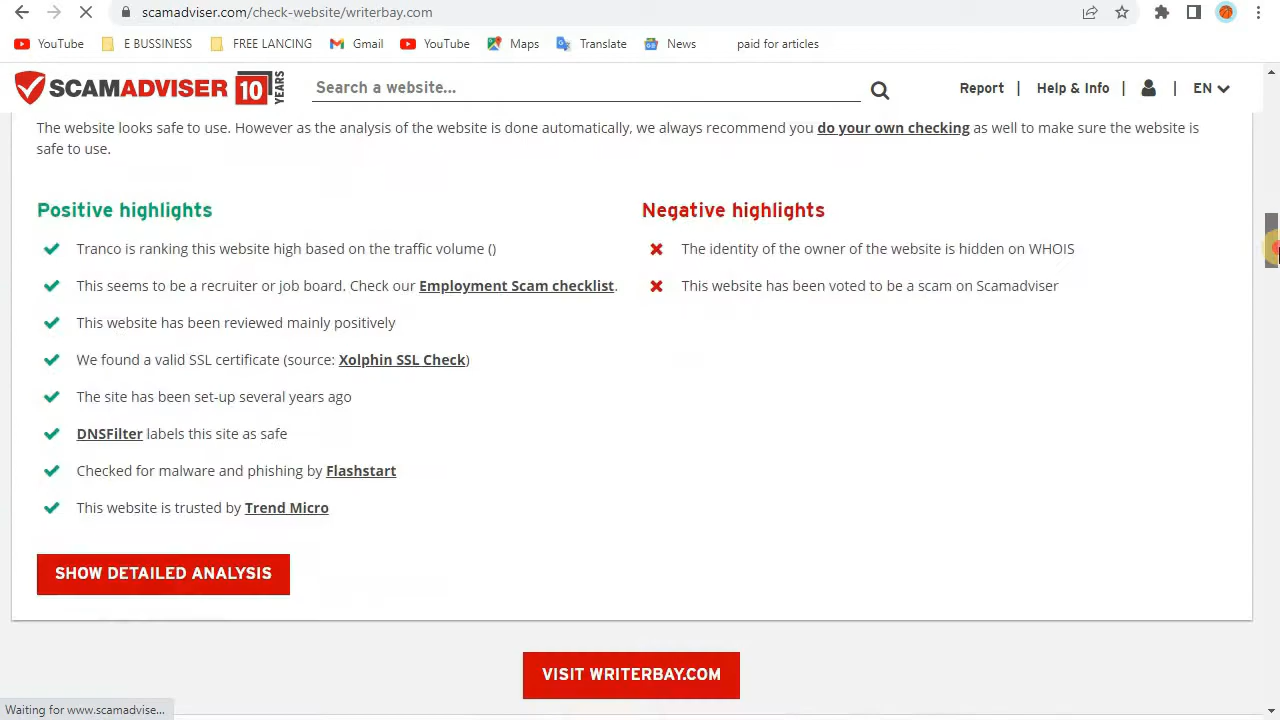 scamadviser.com/check-website/writerbay.com
YouTube E BUSSINESS FREE LANCING Gmail YouTube Maps Translate News paid for articles
SCAMADVISER 10 YEARS Search a website... Report | Help & Info | | EN
The website looks safe to use. However as the analysis of the website is done automatically, we always recommend you do your own checking as well to make sure the website is
safe to use.
Positive highlights
Tranco is ranking this website high based on the traffic volume ()
This seems to be a recruiter or job board. Check our Employment Scam checklist.
This website has been reviewed mainly positively
We found a valid SSL certificate (source: Xolphin SSL Check)
The site has been set-up several years ago
DNSFilter labels this site as safe
Checked for malware and phishing by Flashstart
This website is trusted by Trend Micro
Negative highlights
The identity of the owner of the website is hidden on WHOIS
This website has been voted to be a scam on Scamadviser
SHOW DETAILED ANALYSIS
VISIT WRITERBAY.COM
Waiting for www.scamadvise...